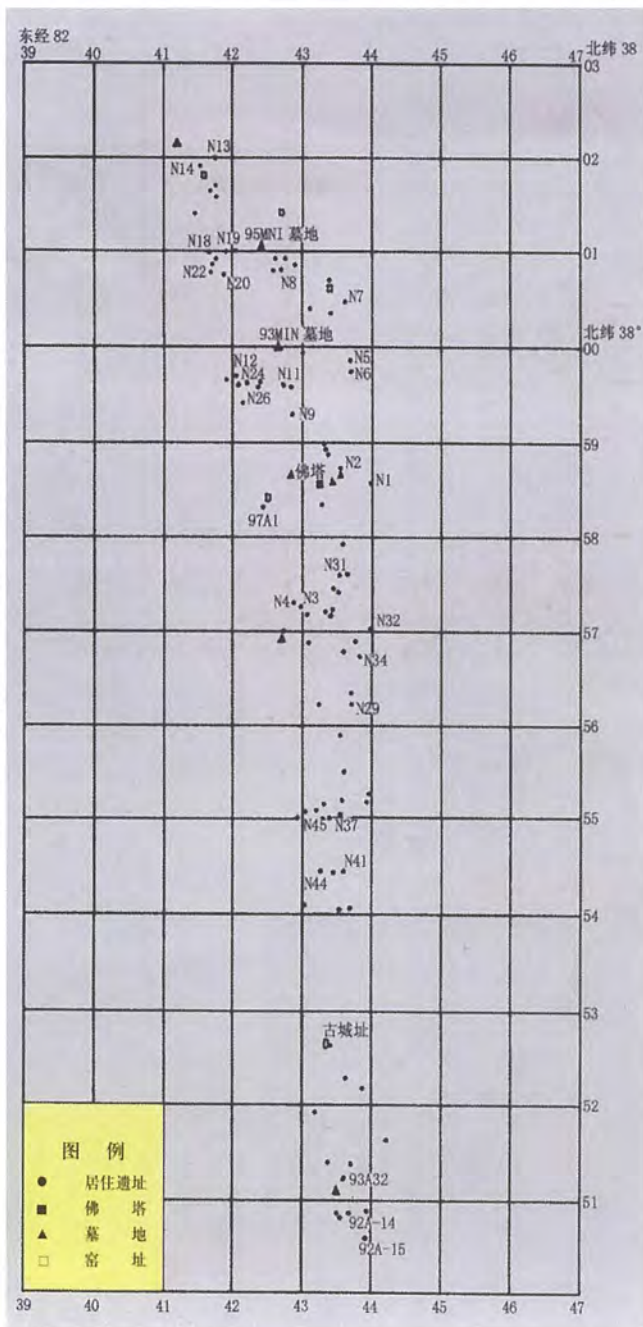 东经 82
39 40 41 42 43 44 45 46 47 北纬 38
03
N13
02
N14
N18 N19 95MNI 墓地
01
N22 N20 N8
N7
93MIN 墓地
北纬 38°
00
N12 N5
N24 N11 N6
N26
N9
59
N2
佛塔
N1
97A1
58
N31
N4 N3
N32
57
N34
N29
56
55
N45 N37
N41
N44
54
53
古城址
52
图 例
居住遗址
93A32
佛 塔
51
墓 地
92A-14
窑 址
92A-15
39 40 41 42 43 44 45 46 47